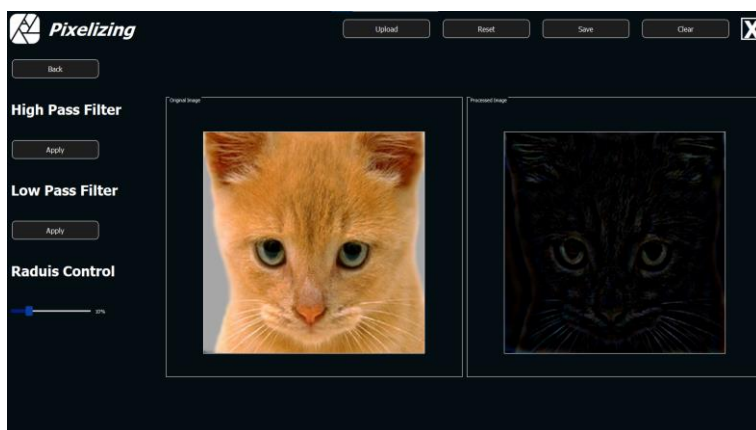 Pixelizing
Upload
Reset
Save
Clear
X
Back
High Pass Filter
Apply
Low Pass Filter
Apply
Raduis Control
Original Image
Processed Image